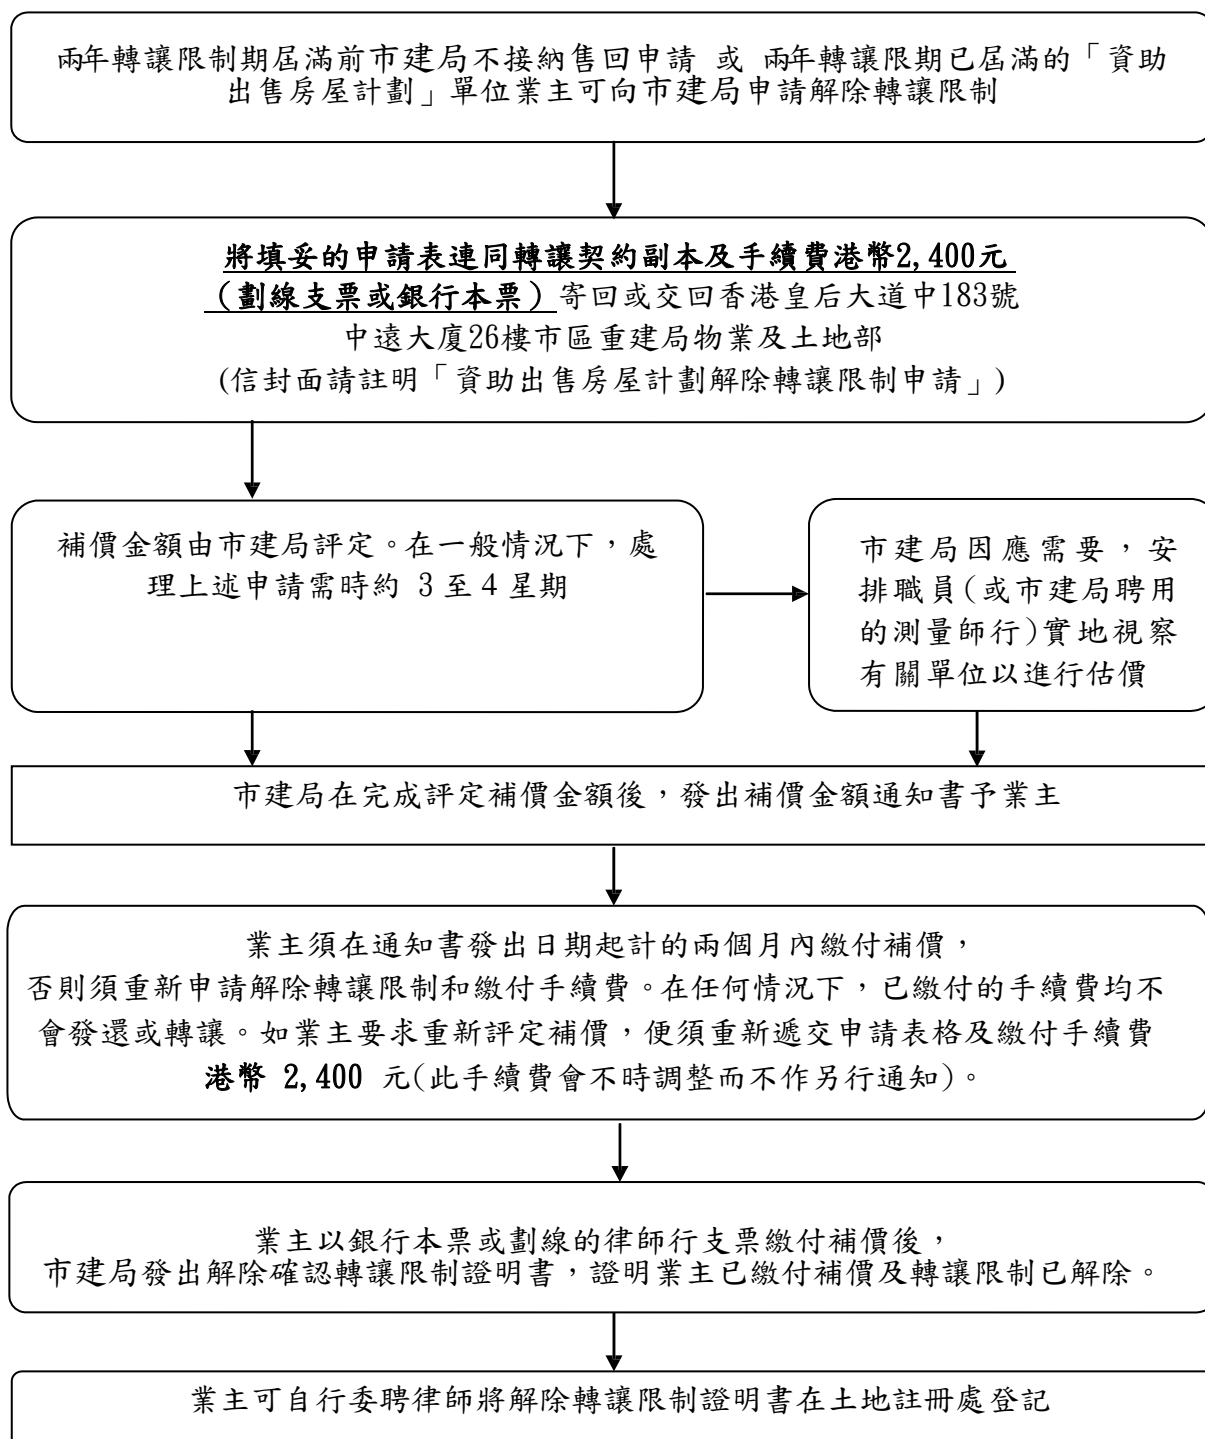 兩年轉讓限制期屆滿前市建局不接納售回申請 或 兩年轉讓限期已屆滿的「資助
出售房屋計劃」單位業主可向市建局申請解除轉讓限制
將填妥的申請表連同轉讓契約副本及手續費港幣2,400元
（劃線支票或銀行本票）寄回或交回香港皇后大道中183號
中遠大廈26樓市區重建局物業及土地部
(信封面請註明「資助出售房屋計劃解除轉讓限制申請」)
補價金額由市建局評定。在一般情況下，處
理上述申請需時約 3 至 4 星期
市建局因應需要，安
排職員(或市建局聘用
的測量師行)實地視察
有關單位以進行估價
市建局在完成評定補價金額後，發出補價金額通知書予業主
業主須在通知書發出日期起計的兩個月內繳付補價，
否則須重新申請解除轉讓限制和繳付手續費。在任何情況下，已繳付的手續費均不
會發還或轉讓。如業主要求重新評定補價，便須重新遞交申請表格及繳付手續費
港幣 2,400 元(此手續費會不時調整而不作另行通知)。
業主以銀行本票或劃線的律師行支票繳付補價後，
市建局發出解除確認轉讓限制證明書，證明業主已繳付補價及轉讓限制已解除。
業主可自行委聘律師將解除轉讓限制證明書在土地註冊處登記